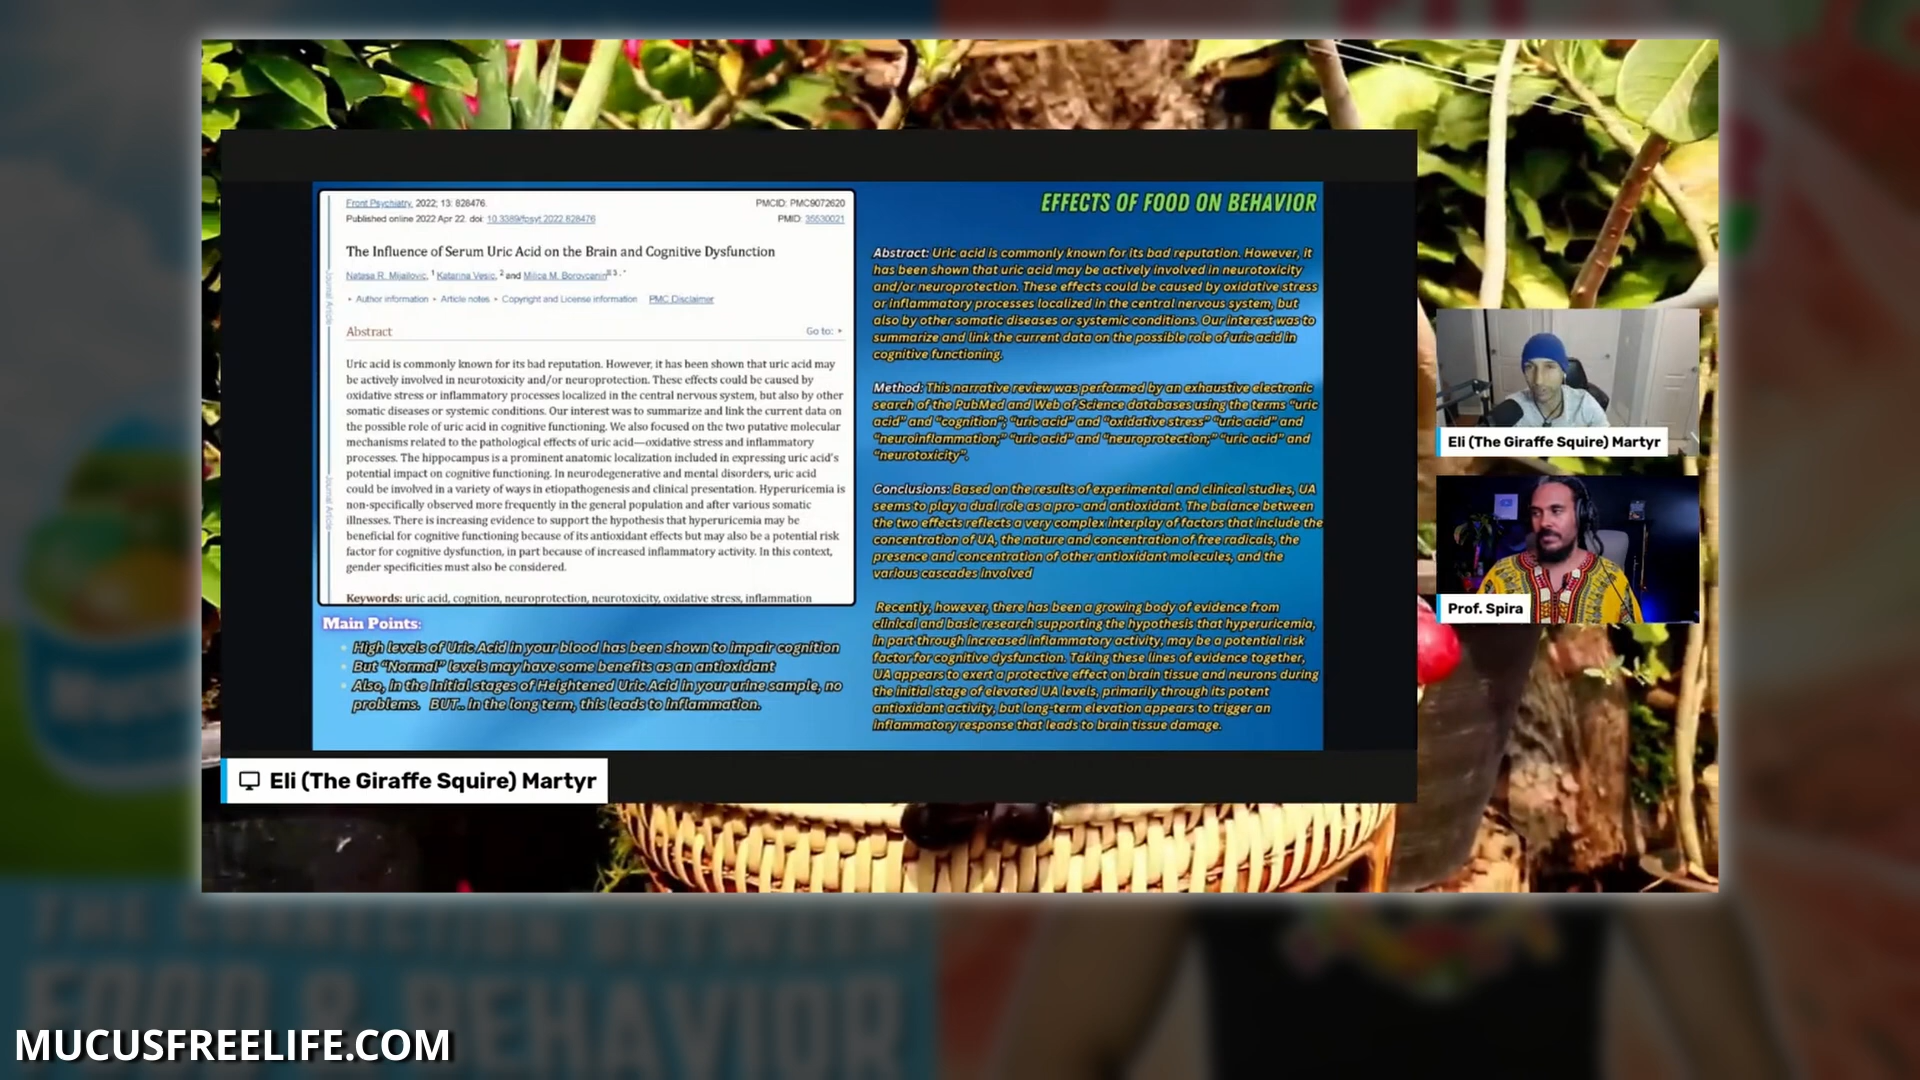 Front Psychiatry. 2022; 13: 828476.
PMCID: PMC9072620
Published online 2022 Apr 22. doi: 10.3389/fpsyt.2022.828476
PMID: 35530021
The Influence of Serum Uric Acid on the Brain and Cognitive Dysfunction
Natasa R. Mijailovic, 1 Katarina Vesic, 2 and Milica M. Borovcanin 3 , *
• Author information • Article notes • Copyright and License information PMC Disclaimer
Abstract
Go to:
Uric acid is commonly known for its bad reputation. However, it has been shown that uric acid may
be actively involved in neurotoxicity and/or neuroprotection. These effects could be caused by
oxidative stress or inflammatory processes localized in the central nervous system, but also by other
somatic diseases or systemic conditions. Our interest was to summarize and link the current data on
the possible role of uric acid in cognitive functioning. We also focused on the two putative molecular
mechanisms related to the pathological effects of uric acid—oxidative stress and inflammatory
processes. The hippocampus is a prominent anatomic localization included in expressing uric acid's
potential impact on cognitive functioning. In neurodegenerative and mental disorders, uric acid
could be involved in a variety of ways in etiopathogenesis and clinical presentation. Hyperuricemia is
non-specifically observed more frequently in the general population and after various somatic
illnesses. There is increasing evidence to support the hypothesis that hyperuricemia may be
beneficial for cognitive functioning because of its antioxidant effects but may also be a potential risk
factor for cognitive dysfunction, in part because of increased inflammatory activity. In this context,
gender specificities must also be considered.
Keywords: uric acid, cognition, neuroprotection, neurotoxicity, oxidative stress, inflammation
Journal Article
Journal Article
Main Points:
• High levels of Uric Acid in your blood has been shown to impair cognition
• But "Normal" levels may have some benefits as an antioxidant
• Also, in the Initial stages of Heightened Uric Acid in your urine sample, no
problems. BUT.. In the long term, this leads to inflammation.
EFFECTS OF FOOD ON BEHAVIOR
Abstract: Uric acid is commonly known for its bad reputation. However, it
has been shown that uric acid may be actively involved in neurotoxicity
and/or neuroprotection. These effects could be caused by oxidative stress
or inflammatory processes localized in the central nervous system, but
also by other somatic diseases or systemic conditions. Our interest was to
summarize and link the current data on the possible role of uric acid in
cognitive functioning.
Method: This narrative review was performed by an exhaustive electronic
search of the PubMed and Web of Science databases using the terms "uric
acid" and "cognition"; "uric acid" and "oxidative stress" "uric acid" and
"neuroinflammation;" "uric acid" and "neuroprotection;" "uric acid" and
"neurotoxicity".
Conclusions: Based on the results of experimental and clinical studies, UA
seems to play a dual role as a pro- and antioxidant. The balance between
the two effects reflects a very complex interplay of factors that include the
concentration of UA, the nature and concentration of free radicals, the
presence and concentration of other antioxidant molecules, and the
various cascades involved
Recently, however, there has been a growing body of evidence from
clinical and basic research supporting the hypothesis that hyperuricemia,
in part through increased inflammatory activity, may be a potential risk
factor for cognitive dysfunction. Taking these lines of evidence together,
UA appears to exert a protective effect on brain tissue and neurons during
the initial stage of elevated UA levels, primarily through its potent
antioxidant activity, but long-term elevation appears to trigger an
inflammatory response that leads to brain tissue damage.
Eli (The Giraffe Squire) Martyr
Prof. Spira
Eli (The Giraffe Squire) Martyr
THE CONNECTION BETWEEN
FOOD & BEHAVIOR
MUCUSFREELIFE.COM